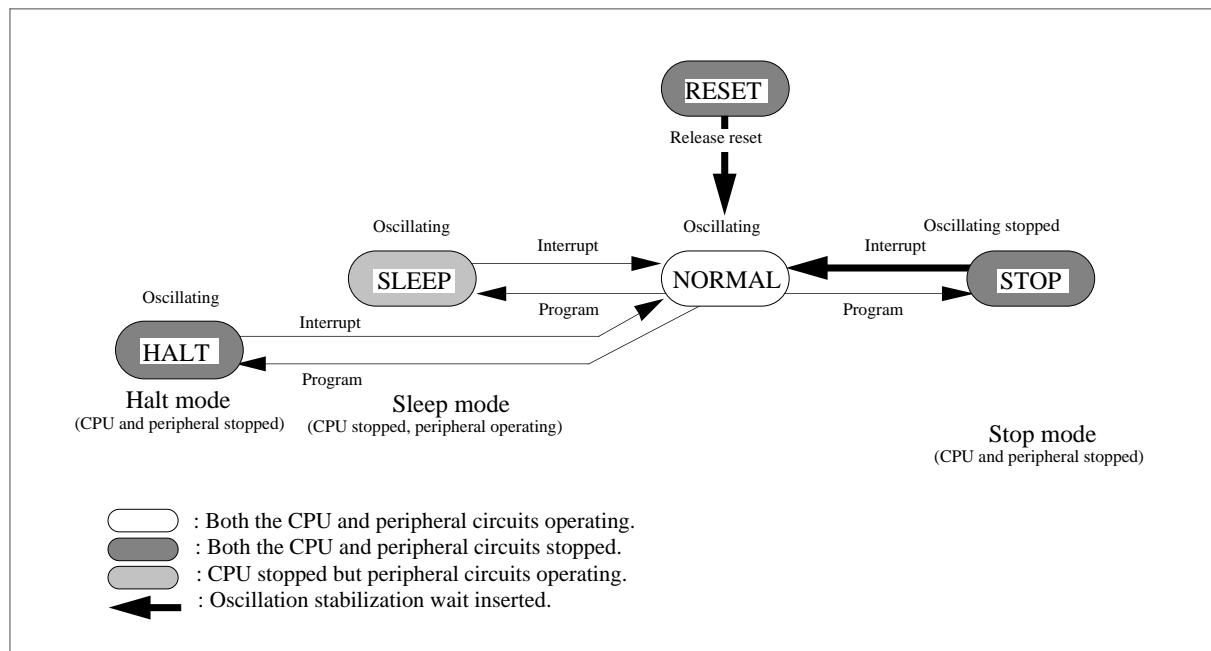 RESET
Release reset
Oscillating
Oscillating
Oscillating stopped
Interrupt
Interrupt
SLEEP
NORMAL
STOP
Program
Program
Oscillating
Interrupt
HALT
Program
Halt mode
(CPU and peripheral stopped)
Sleep mode
(CPU stopped, peripheral operating)
Stop mode
(CPU and peripheral stopped)
: Both the CPU and peripheral circuits operating.
: Both the CPU and peripheral circuits stopped.
: CPU stopped but peripheral circuits operating.
: Oscillation stabilization wait inserted.